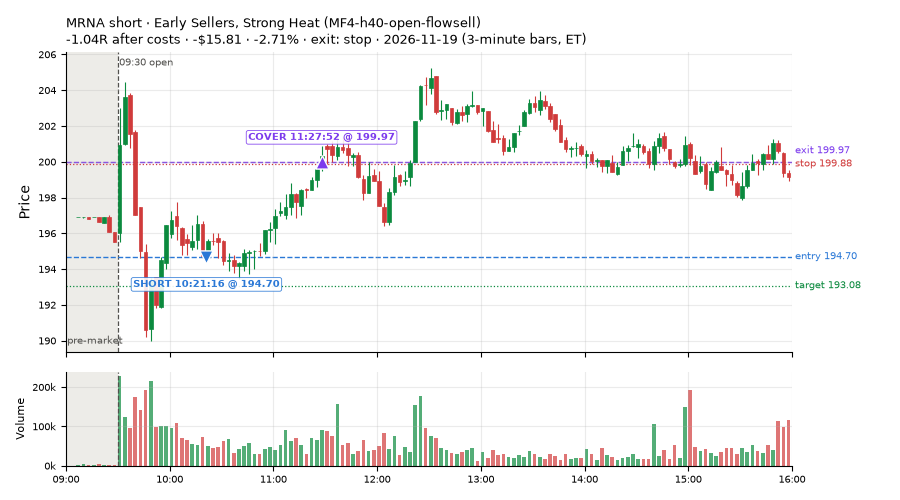 MRNA short · Early Sellers, Strong Heat (MF4-h40-open-flowsell)
-1.04R after costs · -$15.81 · -2.71% · exit: stop · 2026-11-19 (3-minute bars, ET)
09:30 open
206
204
202
200
198
196
194
192
190
Price
COVER 11:27:52 @ 199.97
SHORT 10:21:16 @ 194.70
exit 199.97
stop 199.88
entry 194.70
target 193.08
pre-market
200k
100k
0k
Volume
09:00
10:00
11:00
12:00
13:00
14:00
15:00
16:00